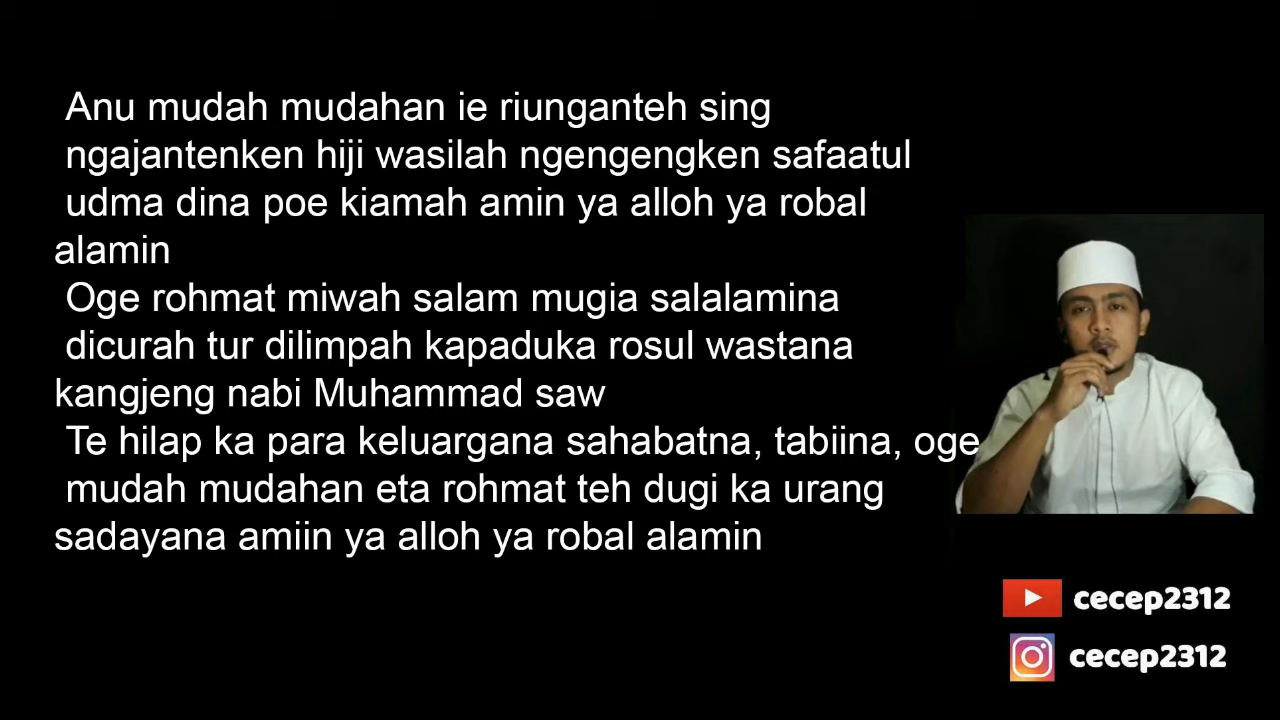 Anu mudah mudahan ie riunganteh sing
ngajantenken hiji wasilah ngengengken safaatul
udma dina poe kiamah amin ya alloh ya robal
alamin
Oge rohmat miwah salam mugia salalamina
dicurah tur dilimpah kapaduka rosul wastana
kangjeng nabi Muhammad saw
Te hilap ka para keluargana sahabatna, tabiina, oge
mudah mudahan eta rohmat teh dugi ka urang
sadayana amiin ya alloh ya robal alamin
cecep2312
cecep2312